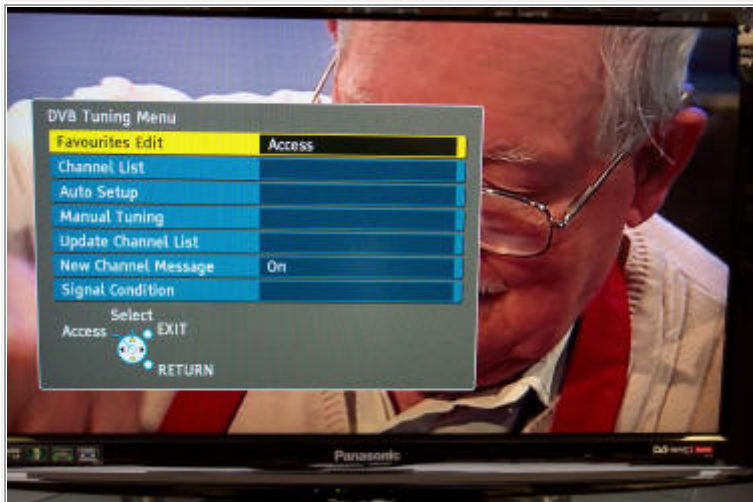 DVB Tuning Menu
Favourites Edit Access
Channel List
Auto Setup
Manual Tuning
Update Channel List
New Channel Message On
Signal Condition
Select
Access EXIT
RETURN
Panasonic